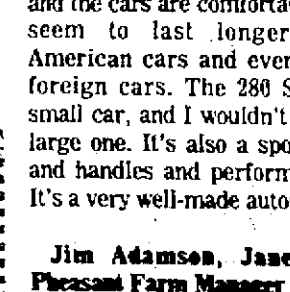 and the cars are comforta
seem to last longer
American cars and ever
foreign cars. The 280 S
small car, and I wouldn't
large one. It's also a spo
and handles and perform
It's a very well-made auto
Jim Adamson, Jane
Pheasant Farm Manager